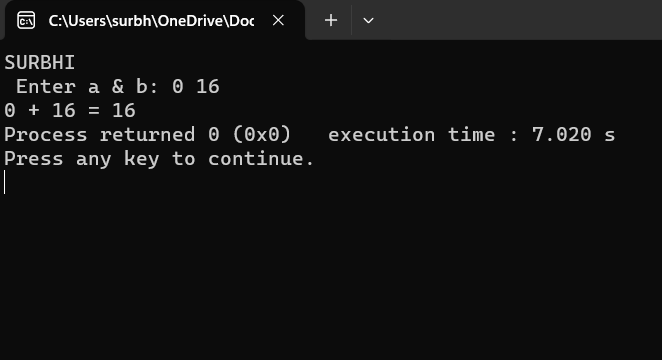 C:\Users\surbh\OneDrive\Doc
SURBHI
 Enter a & b: 0 16
0 + 16 = 16
Process returned 0 (0x0)   execution time : 7.020 s
Press any key to continue.